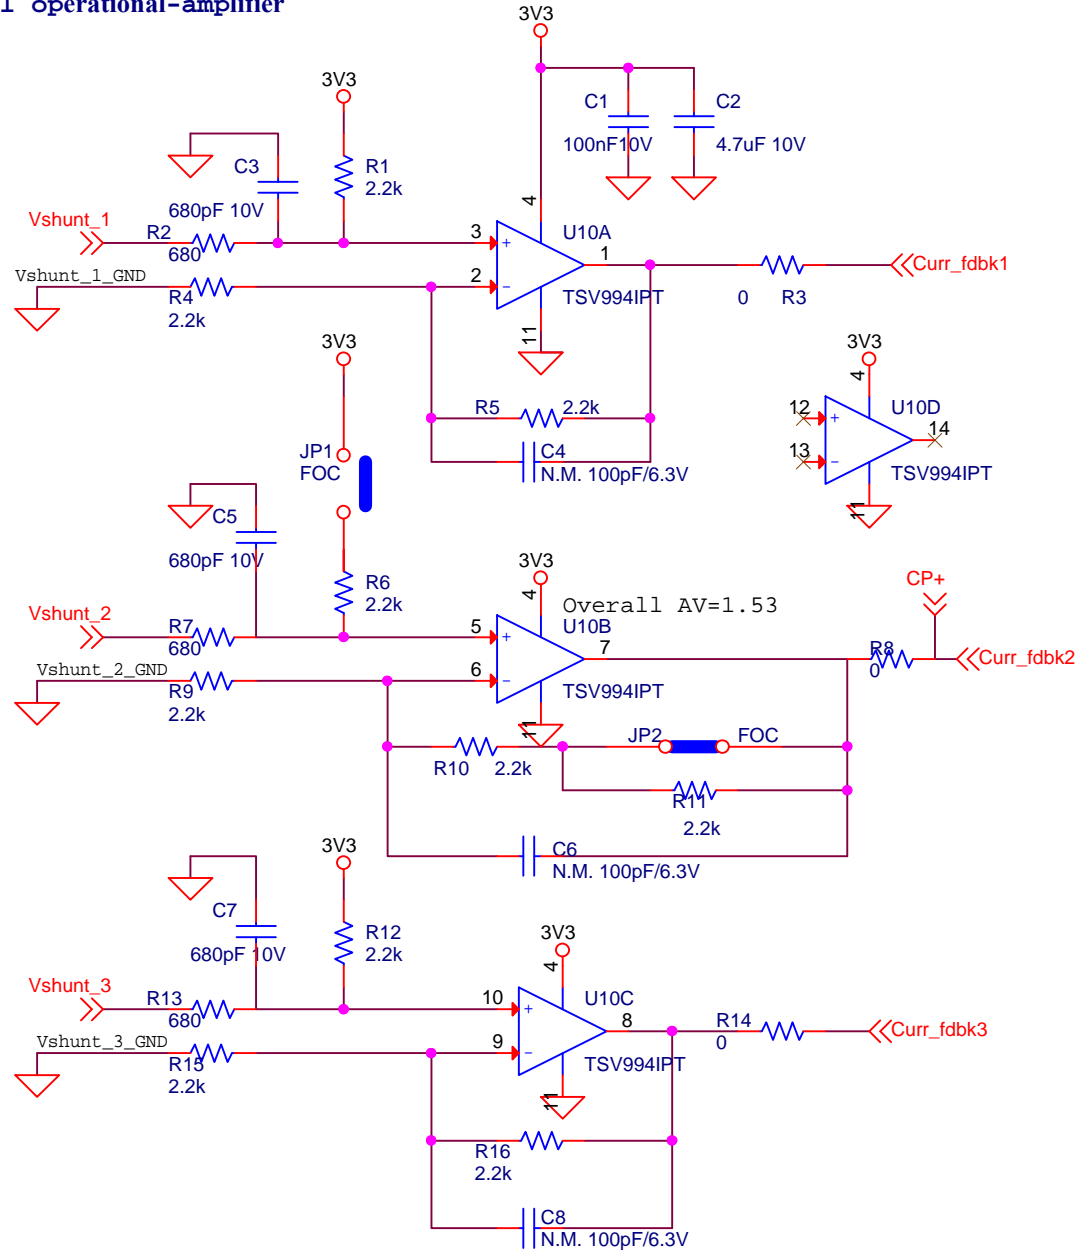 operational-amplifier
3V3
3V3
C1
C2
100nF10V
4.7uF 10V
C3
R1
2.2k
680pF 10V
4
Vshunt_1
R2
680
3
U10A
+
1
Vshunt_1_GND
2
−
Curr_fdbk1
R4
2.2k
TSV994IPT
0
R3
11
3V3
3V3
4
R5
2.2k
12
U10D
+
14
JP1
FOC
C4
N.M. 100pF/6.3V
13
−
TSV994IPT
11
C5
680pF 10V
3V3
R6
2.2k
4
Overall AV=1.53
CP+
Vshunt_2
R7
680
5
U10B
+
7
R8
0
Curr_fdbk2
Vshunt_2_GND
6
−
R9
2.2k
TSV994IPT
11
JP2
FOC
R10
2.2k
R11
2.2k
3V3
C6
N.M. 100pF/6.3V
C7
R12
2.2k
680pF 10V
3V3
4
Vshunt_3
R13
680
10
U10C
+
8
R14
0
Curr_fdbk3
Vshunt_3_GND
9
−
R15
2.2k
TSV994IPT
11
R16
2.2k
C8
N.M. 100pF/6.3V